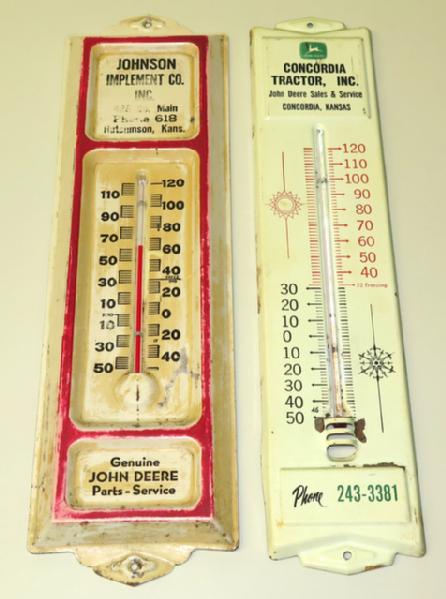 JOHNSON
IMPLEMENT CO.
INC.
Main
Phone 618
Hutchinson, Kans.
120
110
100
90
80
70
60
50
40
30
20
10
0
10
20
30
40
50
Genuine
JOHN DEERE
Parts - Service
CONCORDIA
TRACTOR, INC.
John Deere Sales & Service
CONCORDIA, KANSAS
120
110
100
90
80
70
60
50
40
32 freezing
30
20
10
0
10
20
30
40
45
50
Phone 243-3381